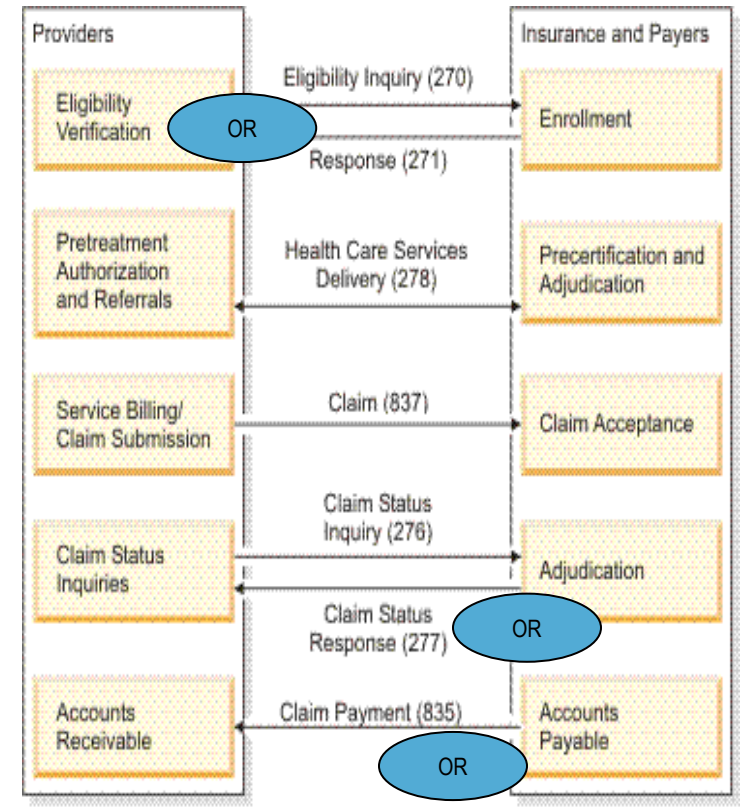 Providers
Insurance and Payers
Eligibility
Verification
OR
Eligibility Inquiry (270)
Response (271)
Enrollment
Pretreatment
Authorization
and Referrals
Health Care Services
Delivery (278)
Precertification and
Adjudication
Service Billing/
Claim Submission
Claim (837)
Claim Acceptance
Claim Status
Inquiries
Claim Status
Inquiry (276)
Claim Status
Response (277)
Adjudication
OR
Accounts
Receivable
Claim Payment (835)
OR
Accounts
Payable